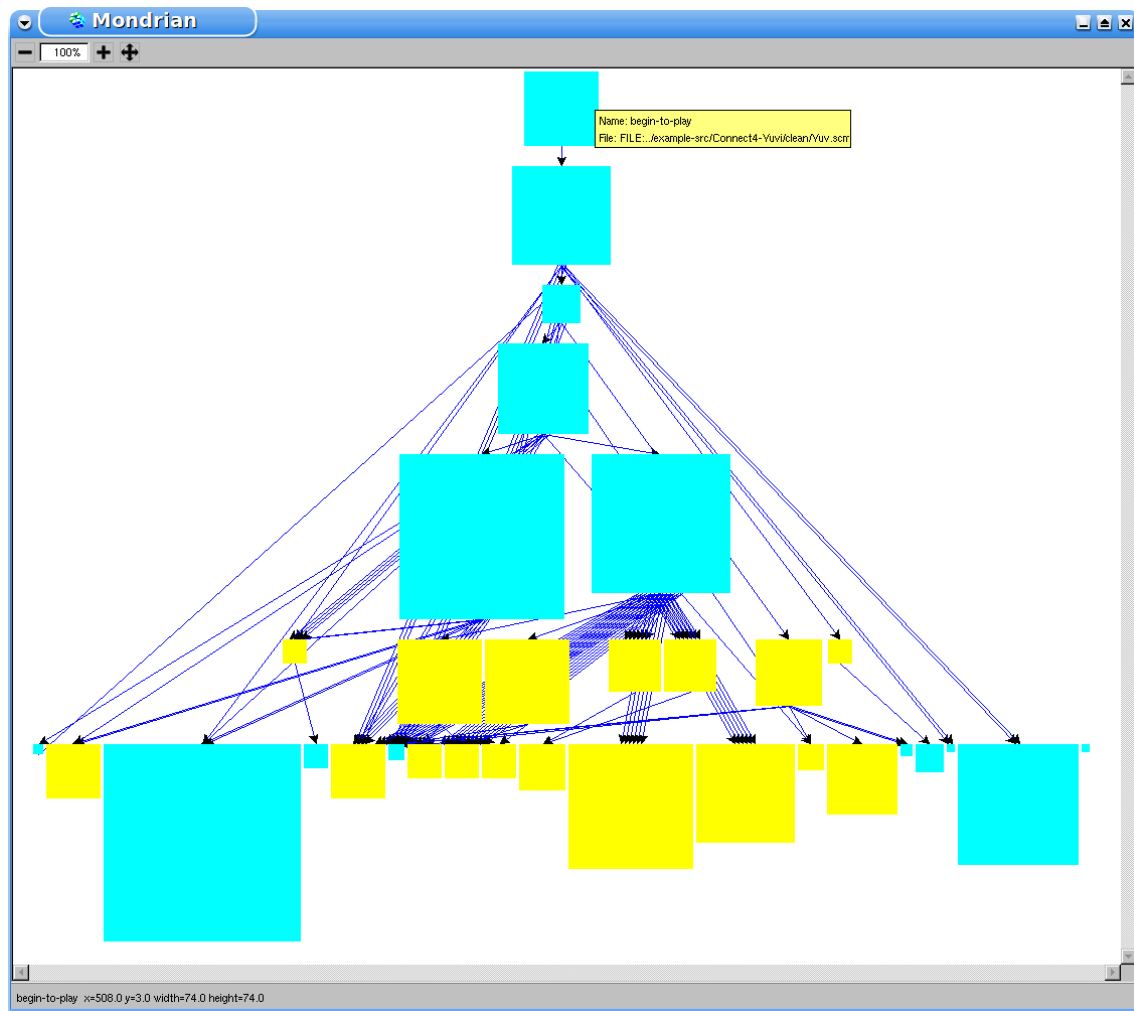 Mondrian
100%
Name: begin-to-play
File: FILE:../example-src/Connect4-Yuvi/clean/Yuv.scm
begin-to-play x=508.0 y=3.0 width=74.0 height=74.0